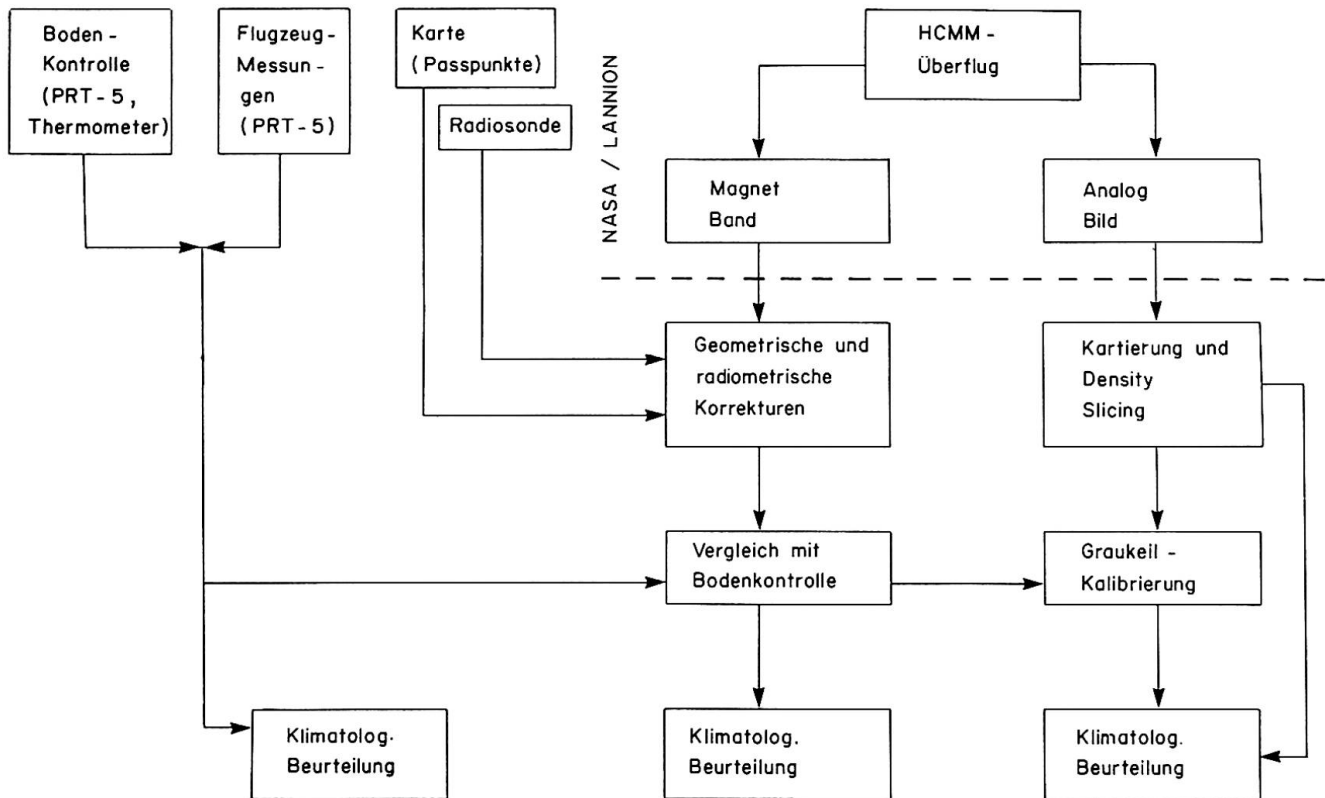 Boden -
Kontrolle
(PRT - 5 ,
Thermometer)
Flugzeug-
Messun -
gen
(PRT - 5)
Karte
(Passpunkte)
Radiosonde
NASA / LANNION
HCMM -
Überflug
Magnet
Band
Analog
Bild
Geometrische und
radiometrische
Korrekturen
Kartierung und
Density
Slicing
Vergleich mit
Bodenkontrolle
Graukeil -
Kalibrierung
Klimatolog.
Beurteilung
Klimatolog.
Beurteilung
Klimatolog.
Beurteilung